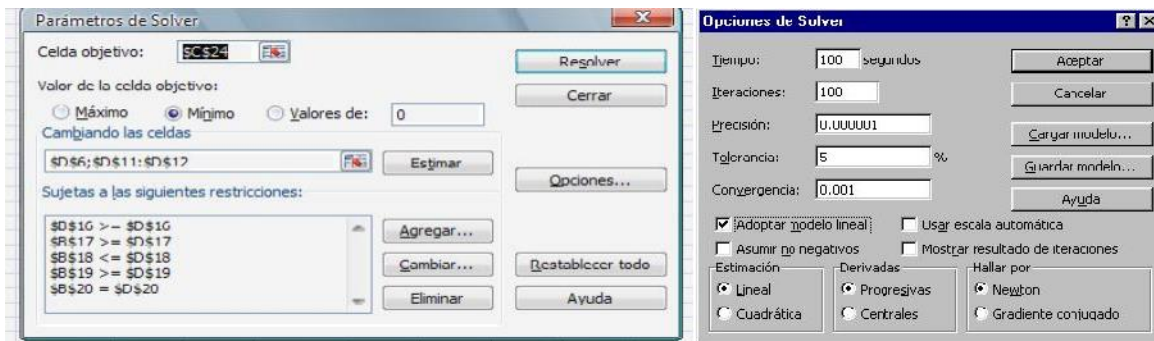 Parámetros de Solver
Celda objetivo: $C$24
Resolver
Valor de la celda objetivo:
Cerrar
Máximo Mínimo Valores de: 0
Cambiando las celdas
$D$6;$D$11:$D$12 Estimar
Opciones...
Sujetas a las siguientes restricciones:
$B$17 >= $D$17
$B$18 <= $D$18
$B$19 >= $D$19
$B$20 = $D$20
Agregar...
Cambiar... Restablecer todo
Eliminar Ayuda
Opciones de Solver
Tiempo: 100 segundos Aceptar
Iteraciones: 100 Cancelar
Precisión: 0.000001 Cargar modelo...
Tolerancia: 5 % Guardar modelo...
Convergencia: 0.001 Ayuda
Adoptar modelo lineal Usar escala automática
Asumir no negativos Mostrar resultado de iteraciones
Estimación Derivadas Hallar por
Lineal Progresivas Newton
Cuadrática Centrales Gradiente conjugado